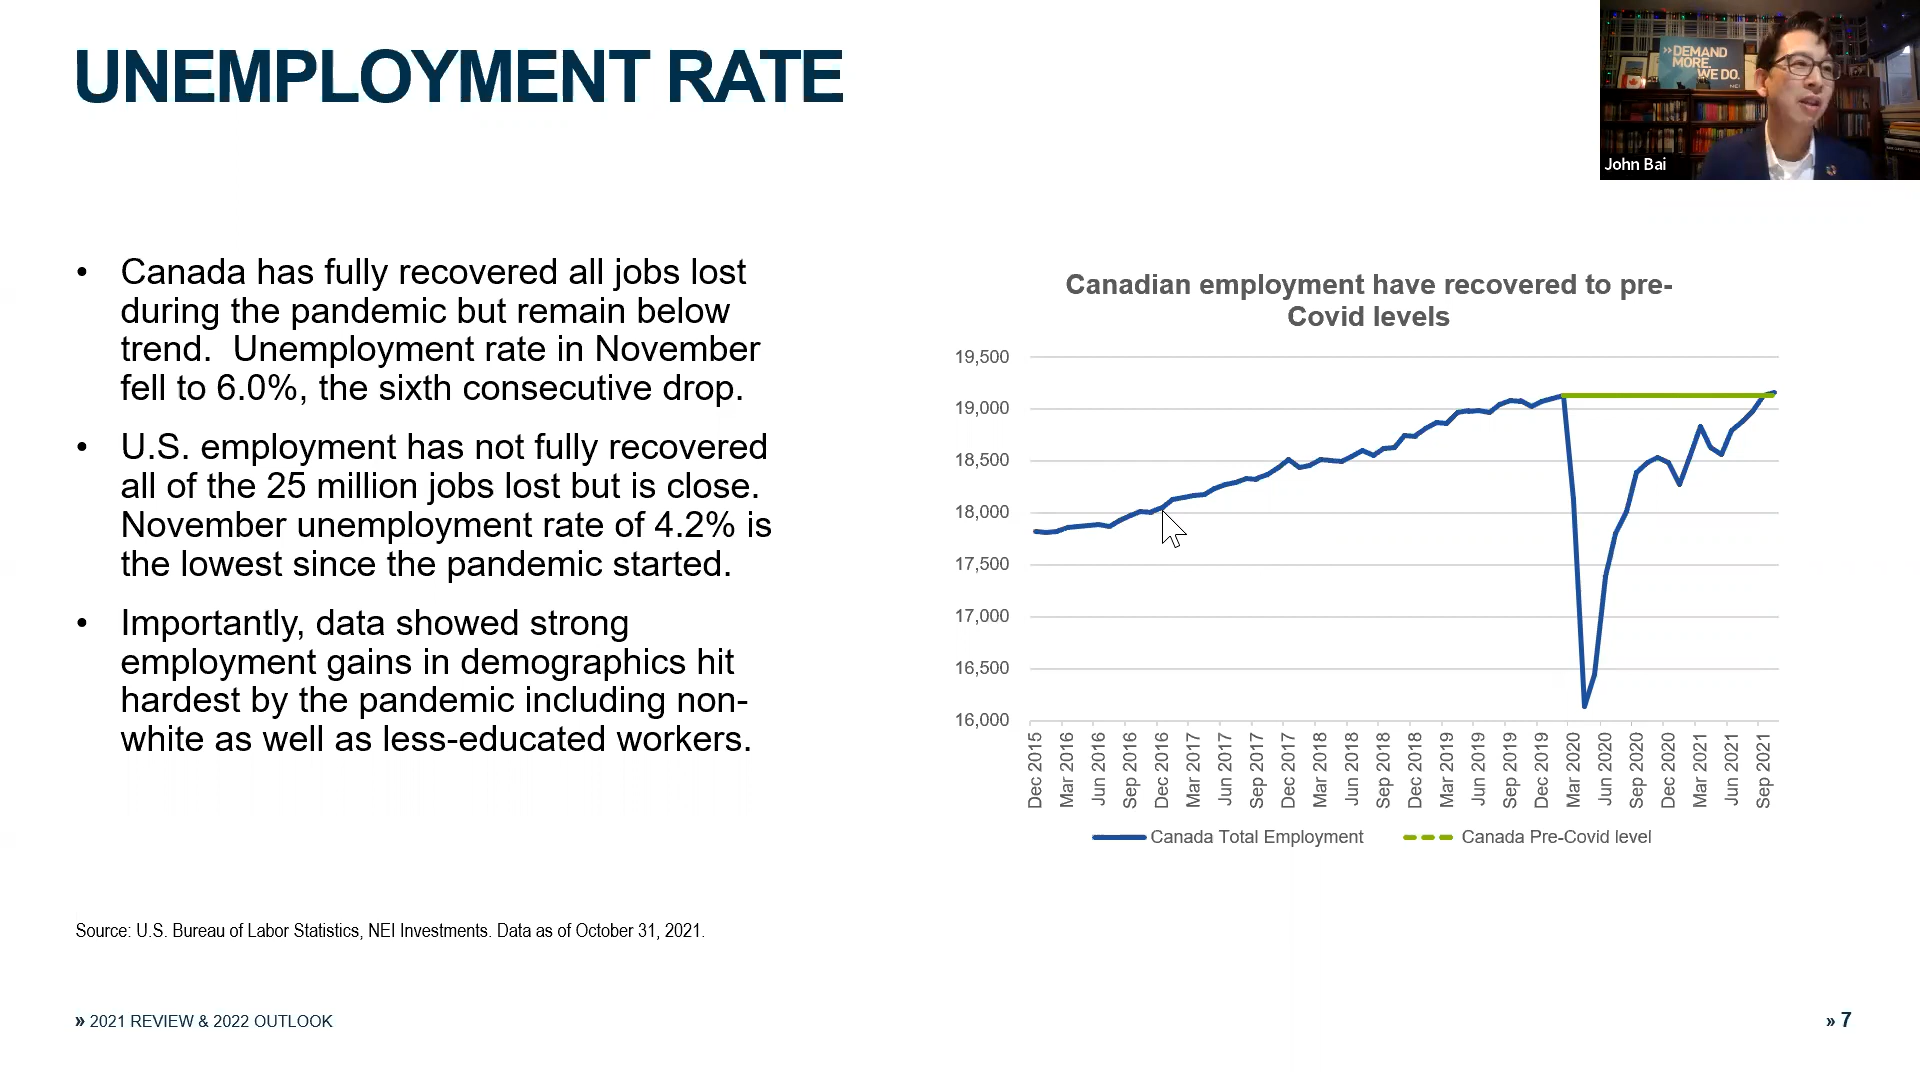 UNEMPLOYMENT RATE
»DEMAND
MORE.
WE DO.
NEI
John Bai
• Canada has fully recovered all jobs lost
during the pandemic but remain below
trend.  Unemployment rate in November
fell to 6.0%, the sixth consecutive drop.
• U.S. employment has not fully recovered
all of the 25 million jobs lost but is close.
November unemployment rate of 4.2% is
the lowest since the pandemic started.
• Importantly, data showed strong
employment gains in demographics hit
hardest by the pandemic including non-
white as well as less-educated workers.
Canadian employment have recovered to pre-
Covid levels
19,500
19,000
18,500
18,000
17,500
17,000
16,500
16,000
Dec 2015
Mar 2016
Jun 2016
Sep 2016
Dec 2016
Mar 2017
Jun 2017
Sep 2017
Dec 2017
Mar 2018
Jun 2018
Sep 2018
Dec 2018
Mar 2019
Jun 2019
Sep 2019
Dec 2019
Mar 2020
Jun 2020
Sep 2020
Dec 2020
Mar 2021
Jun 2021
Sep 2021
Canada Total Employment
Canada Pre-Covid level
Source: U.S. Bureau of Labor Statistics, NEI Investments. Data as of October 31, 2021.
» 2021 REVIEW & 2022 OUTLOOK
» 7